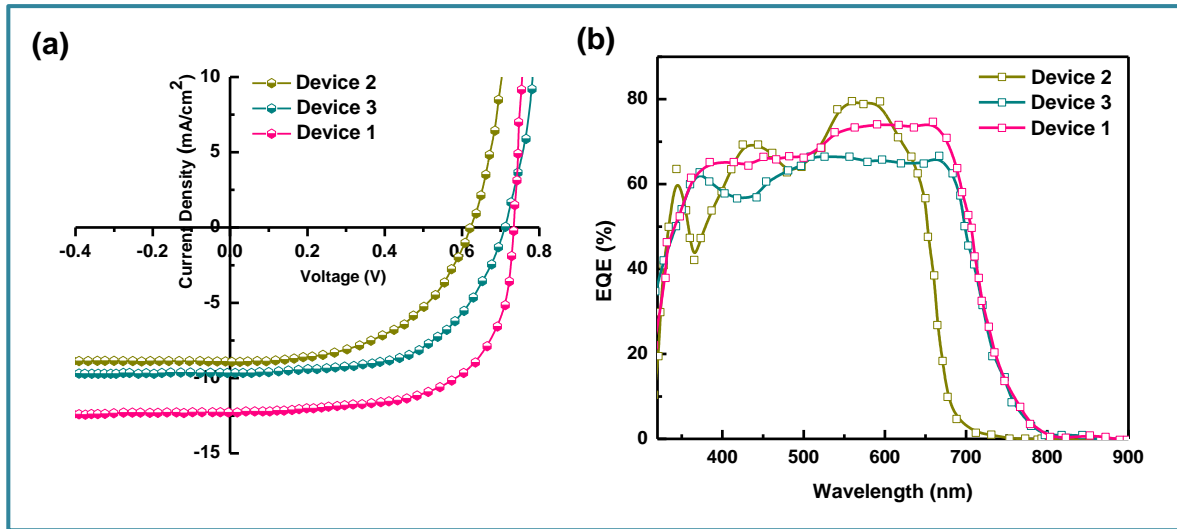 (a)
10
5
0
-5
-10
-15
-0.4
-0.2
0.0
0.2
0.4
0.6
0.8
Current Density (mA/cm²)
Voltage (V)
Device 2
Device 3
Device 1
(b)
80
60
40
20
0
400
500
600
700
800
900
EQE (%)
Wavelength (nm)
Device 2
Device 3
Device 1